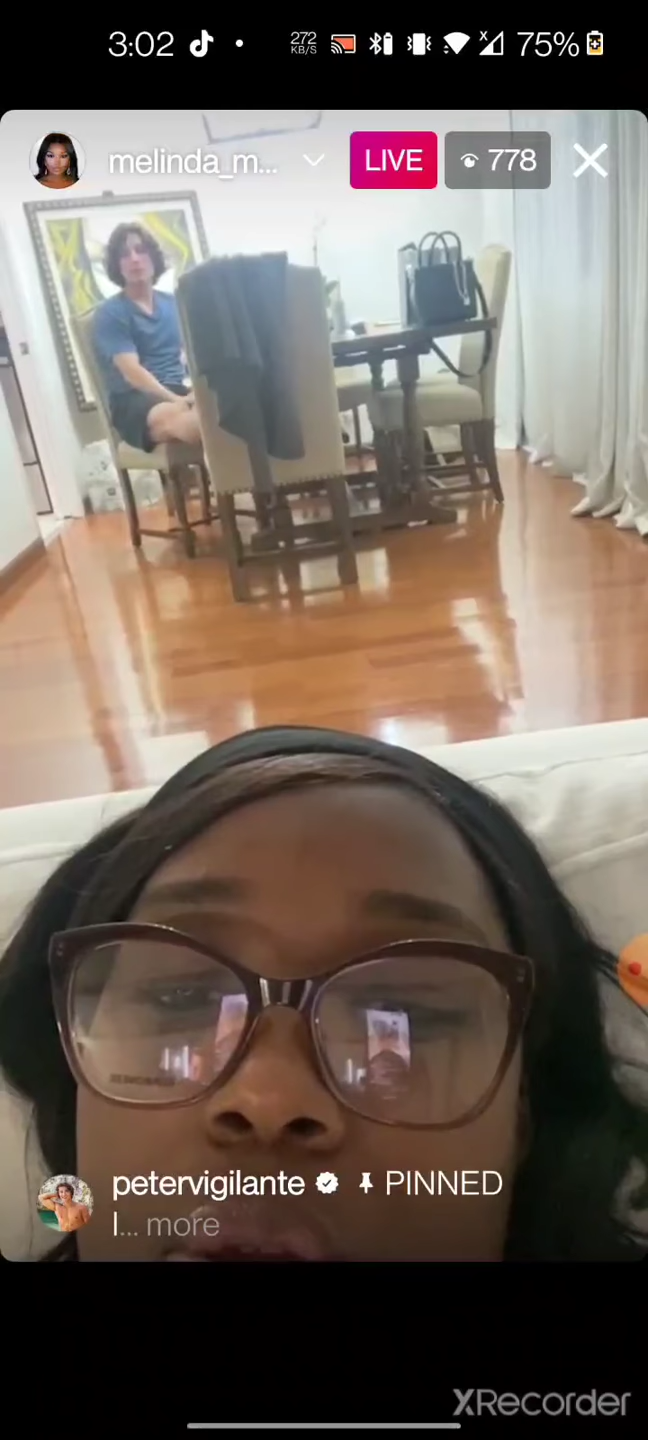 3:02 272 KB/S 75%
melinda_m... LIVE 778
petervigilante PINNED
I... more
XRecorder